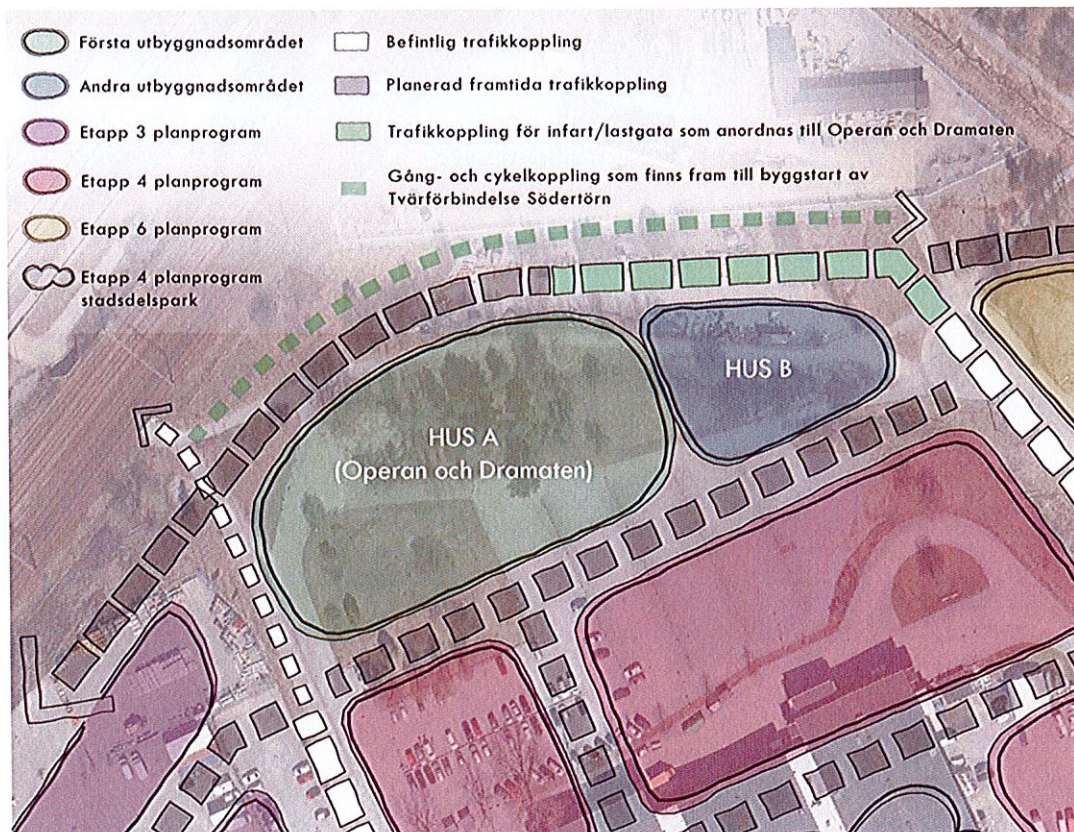 Första utbyggnadsområdet
Andra utbyggnadsområdet
Etapp 3 planprogram
Etapp 4 planprogram
Etapp 6 planprogram
Etapp 4 planprogram
stadsdelspark
Befintlig trafikkoppling
Planerad framtida trafikkoppling
Trafikkoppling för infart/lastgata som anordnas till Operan och Dramaten
Gång- och cykelkoppling som finns fram till byggstart av
Tvärförbindelse Södertörn
HUS A
(Operan och Dramaten)
HUS B